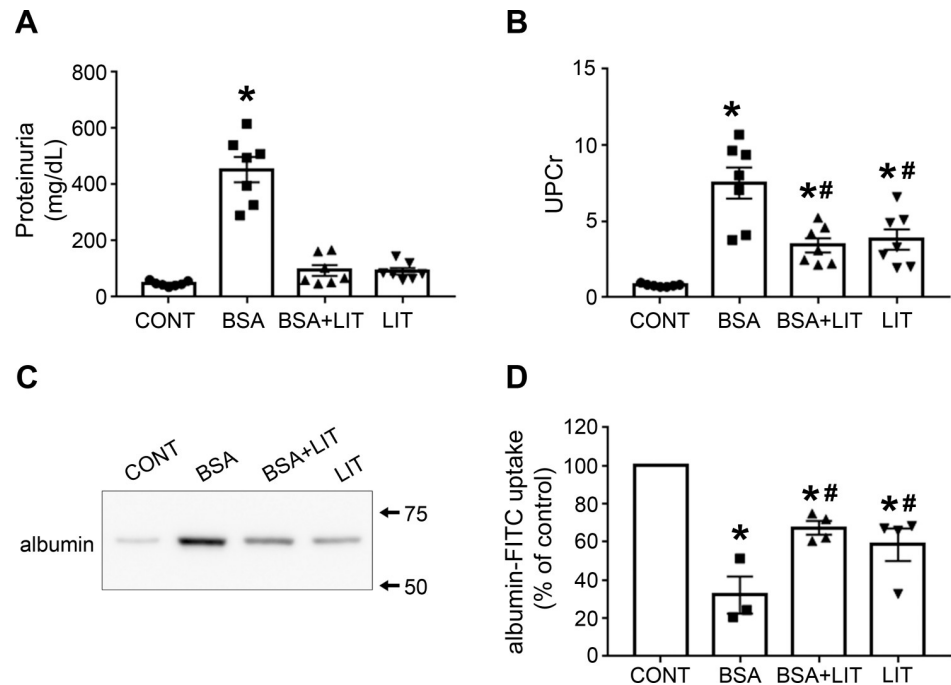 A
Proteinuria
(mg/dL)
800
600
400
200
0
*
CONT BSA BSA+LIT LIT
B
UPCr
15
10
5
0
*
*#
*#
CONT BSA BSA+LIT LIT
C
CONT BSA BSA+LIT LIT
albumin
←75
←50
D
albumin-FITC uptake
(% of control)
120
100
80
60
40
20
0
*
*#
*#
CONT BSA BSA+LIT LIT